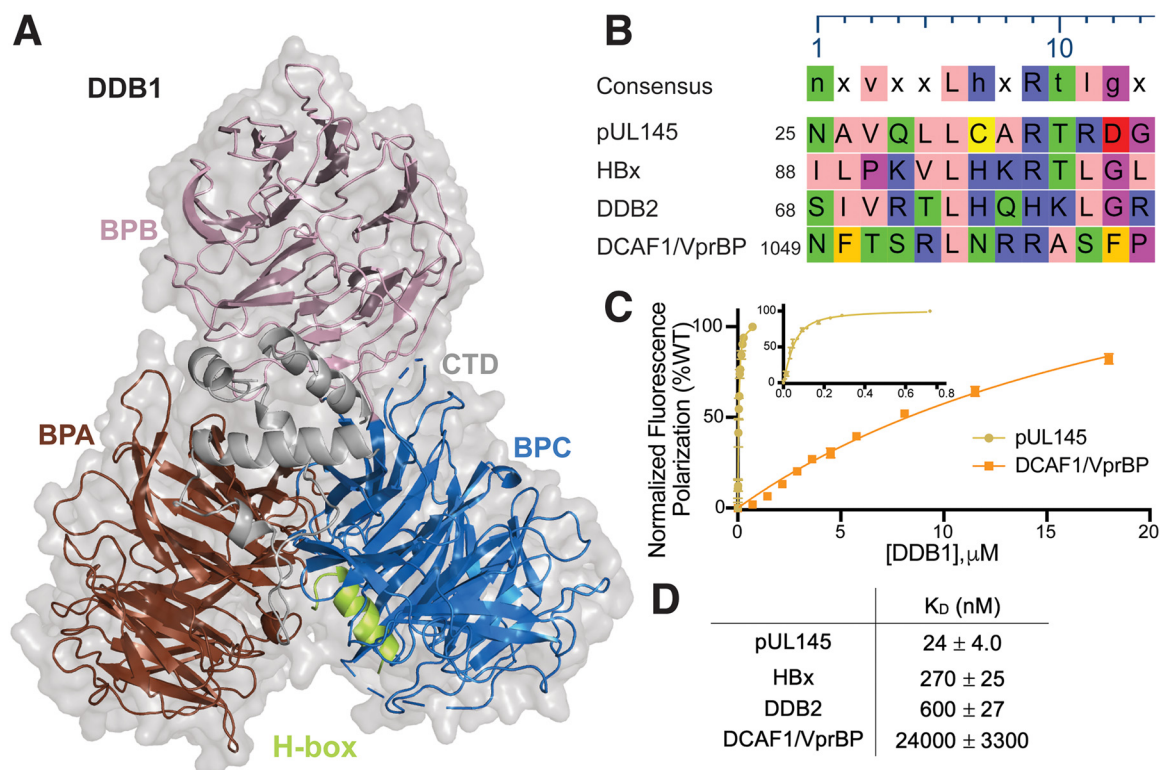 A
DDB1
BPB
CTD
BPA
BPC
H-box
B
1 10
Consensus n x v x x L h x R t l g x
pUL145 25 N A V Q L L C A R T R D G
HBx 88 I L P K V L H K R T L G L
DDB2 68 S I V R T L H Q H K L G R
DCAF1/VprBP 1049 N F T S R L N R R A S F P
C
Normalized Fluorescence
Polarization (%WT)
100
50
0
0 5 10 15 20
[DDB1],μM
100
50
0
0.0 0.2 0.4 0.6 0.8
pUL145
DCAF1/VprBP
D
KD (nM)
pUL145 24 ± 4.0
HBx 270 ± 25
DDB2 600 ± 27
DCAF1/VprBP 24000 ± 3300